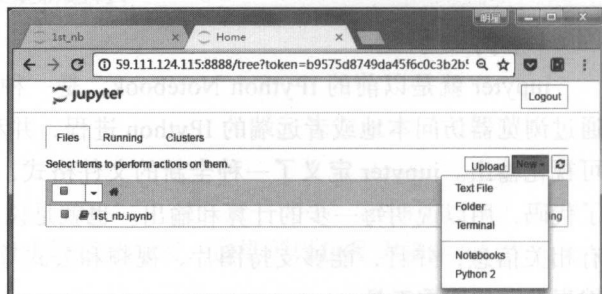 1st_nb
Home
59.111.124.115:8888/tree?token=b9575d8749da45f6c0c3b2b5
jupyter
Logout
Files Running Clusters
Select items to perform actions on them.
Upload New
Text File
Folder
Terminal
Notebooks
Python 2
1st_nb.ipynb